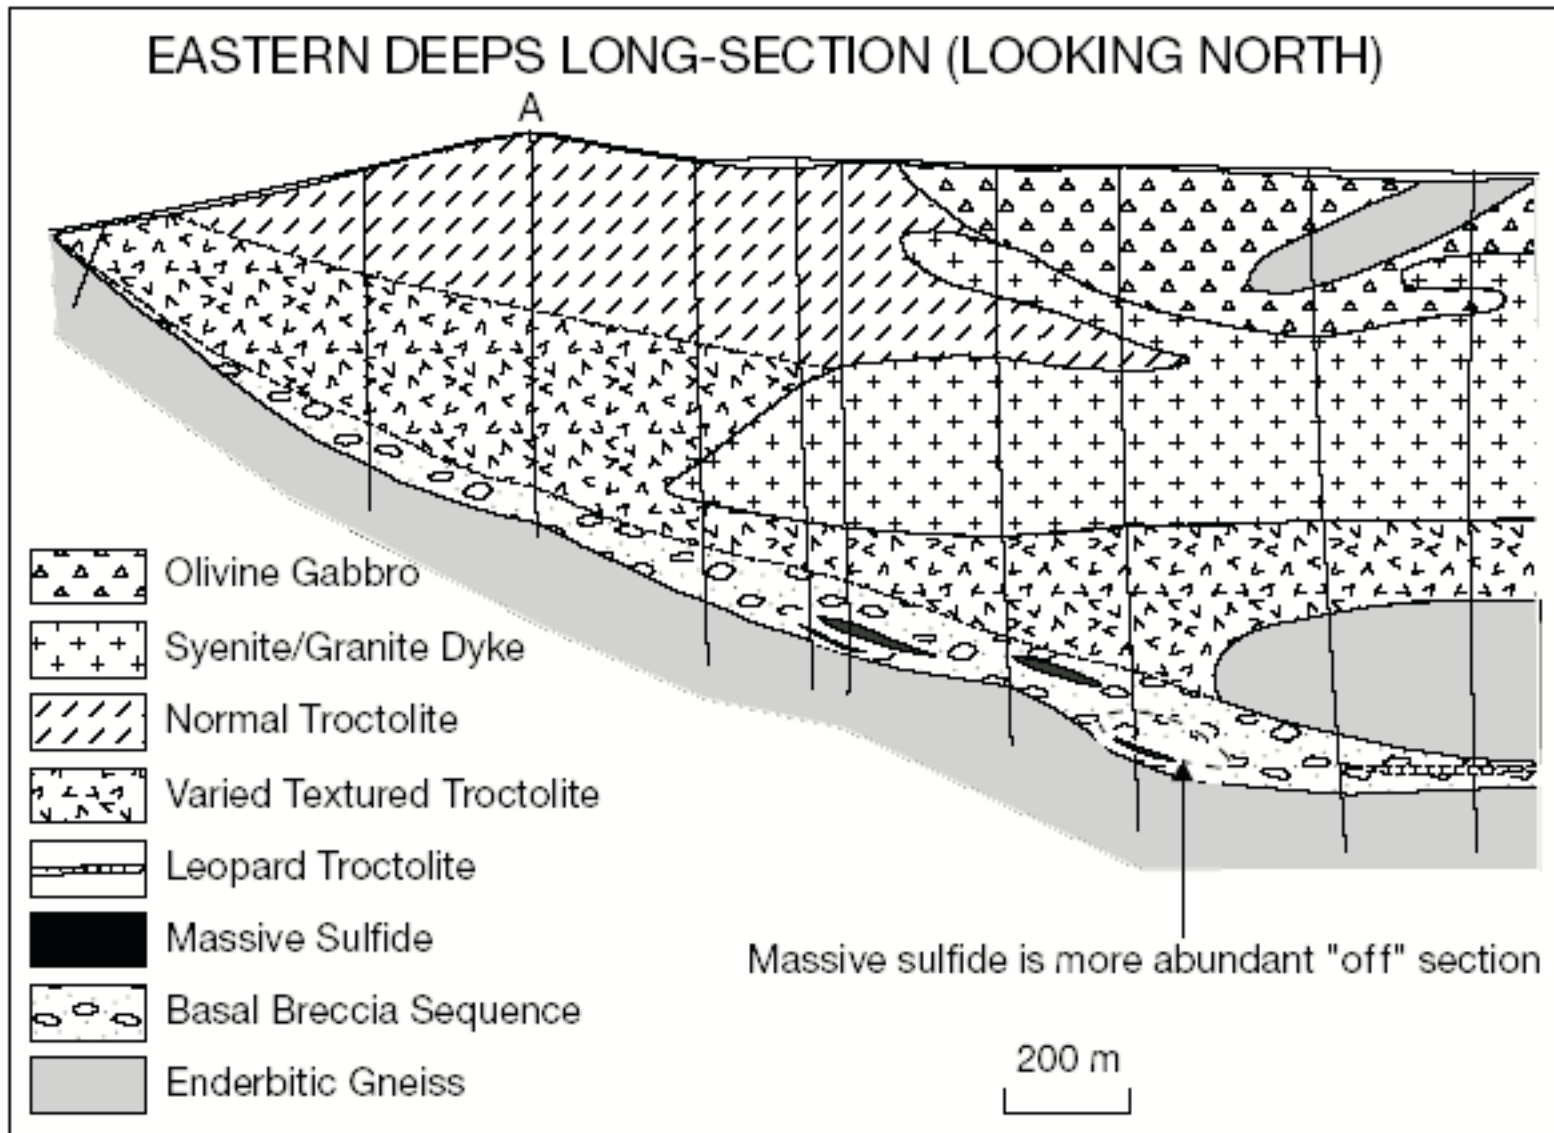 EASTERN DEEPS LONG-SECTION (LOOKING NORTH)
A
Olivine Gabbro
Syenite/Granite Dyke
Normal Troctolite
Varied Textured Troctolite
Leopard Troctolite
Massive Sulfide
Basal Breccia Sequence
Enderbitic Gneiss
Massive sulfide is more abundant "off" section
200 m